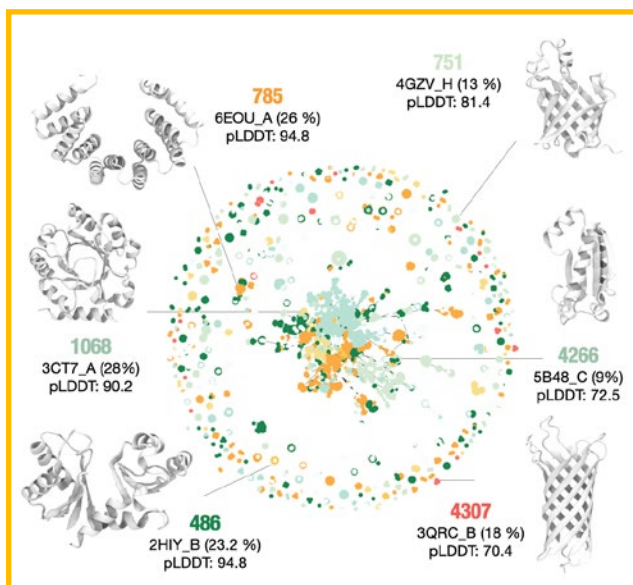 785
6EOU_A (26 %)
pLDDT: 94.8
751
4GZV_H (13 %)
pLDDT: 81.4
1068
3CT7_A (28%)
pLDDT: 90.2
4266
5B48_C (9%)
pLDDT: 72.5
486
2HIY_B (23.2 %)
pLDDT: 94.8
4307
3QRC_B (18 %)
pLDDT: 70.4